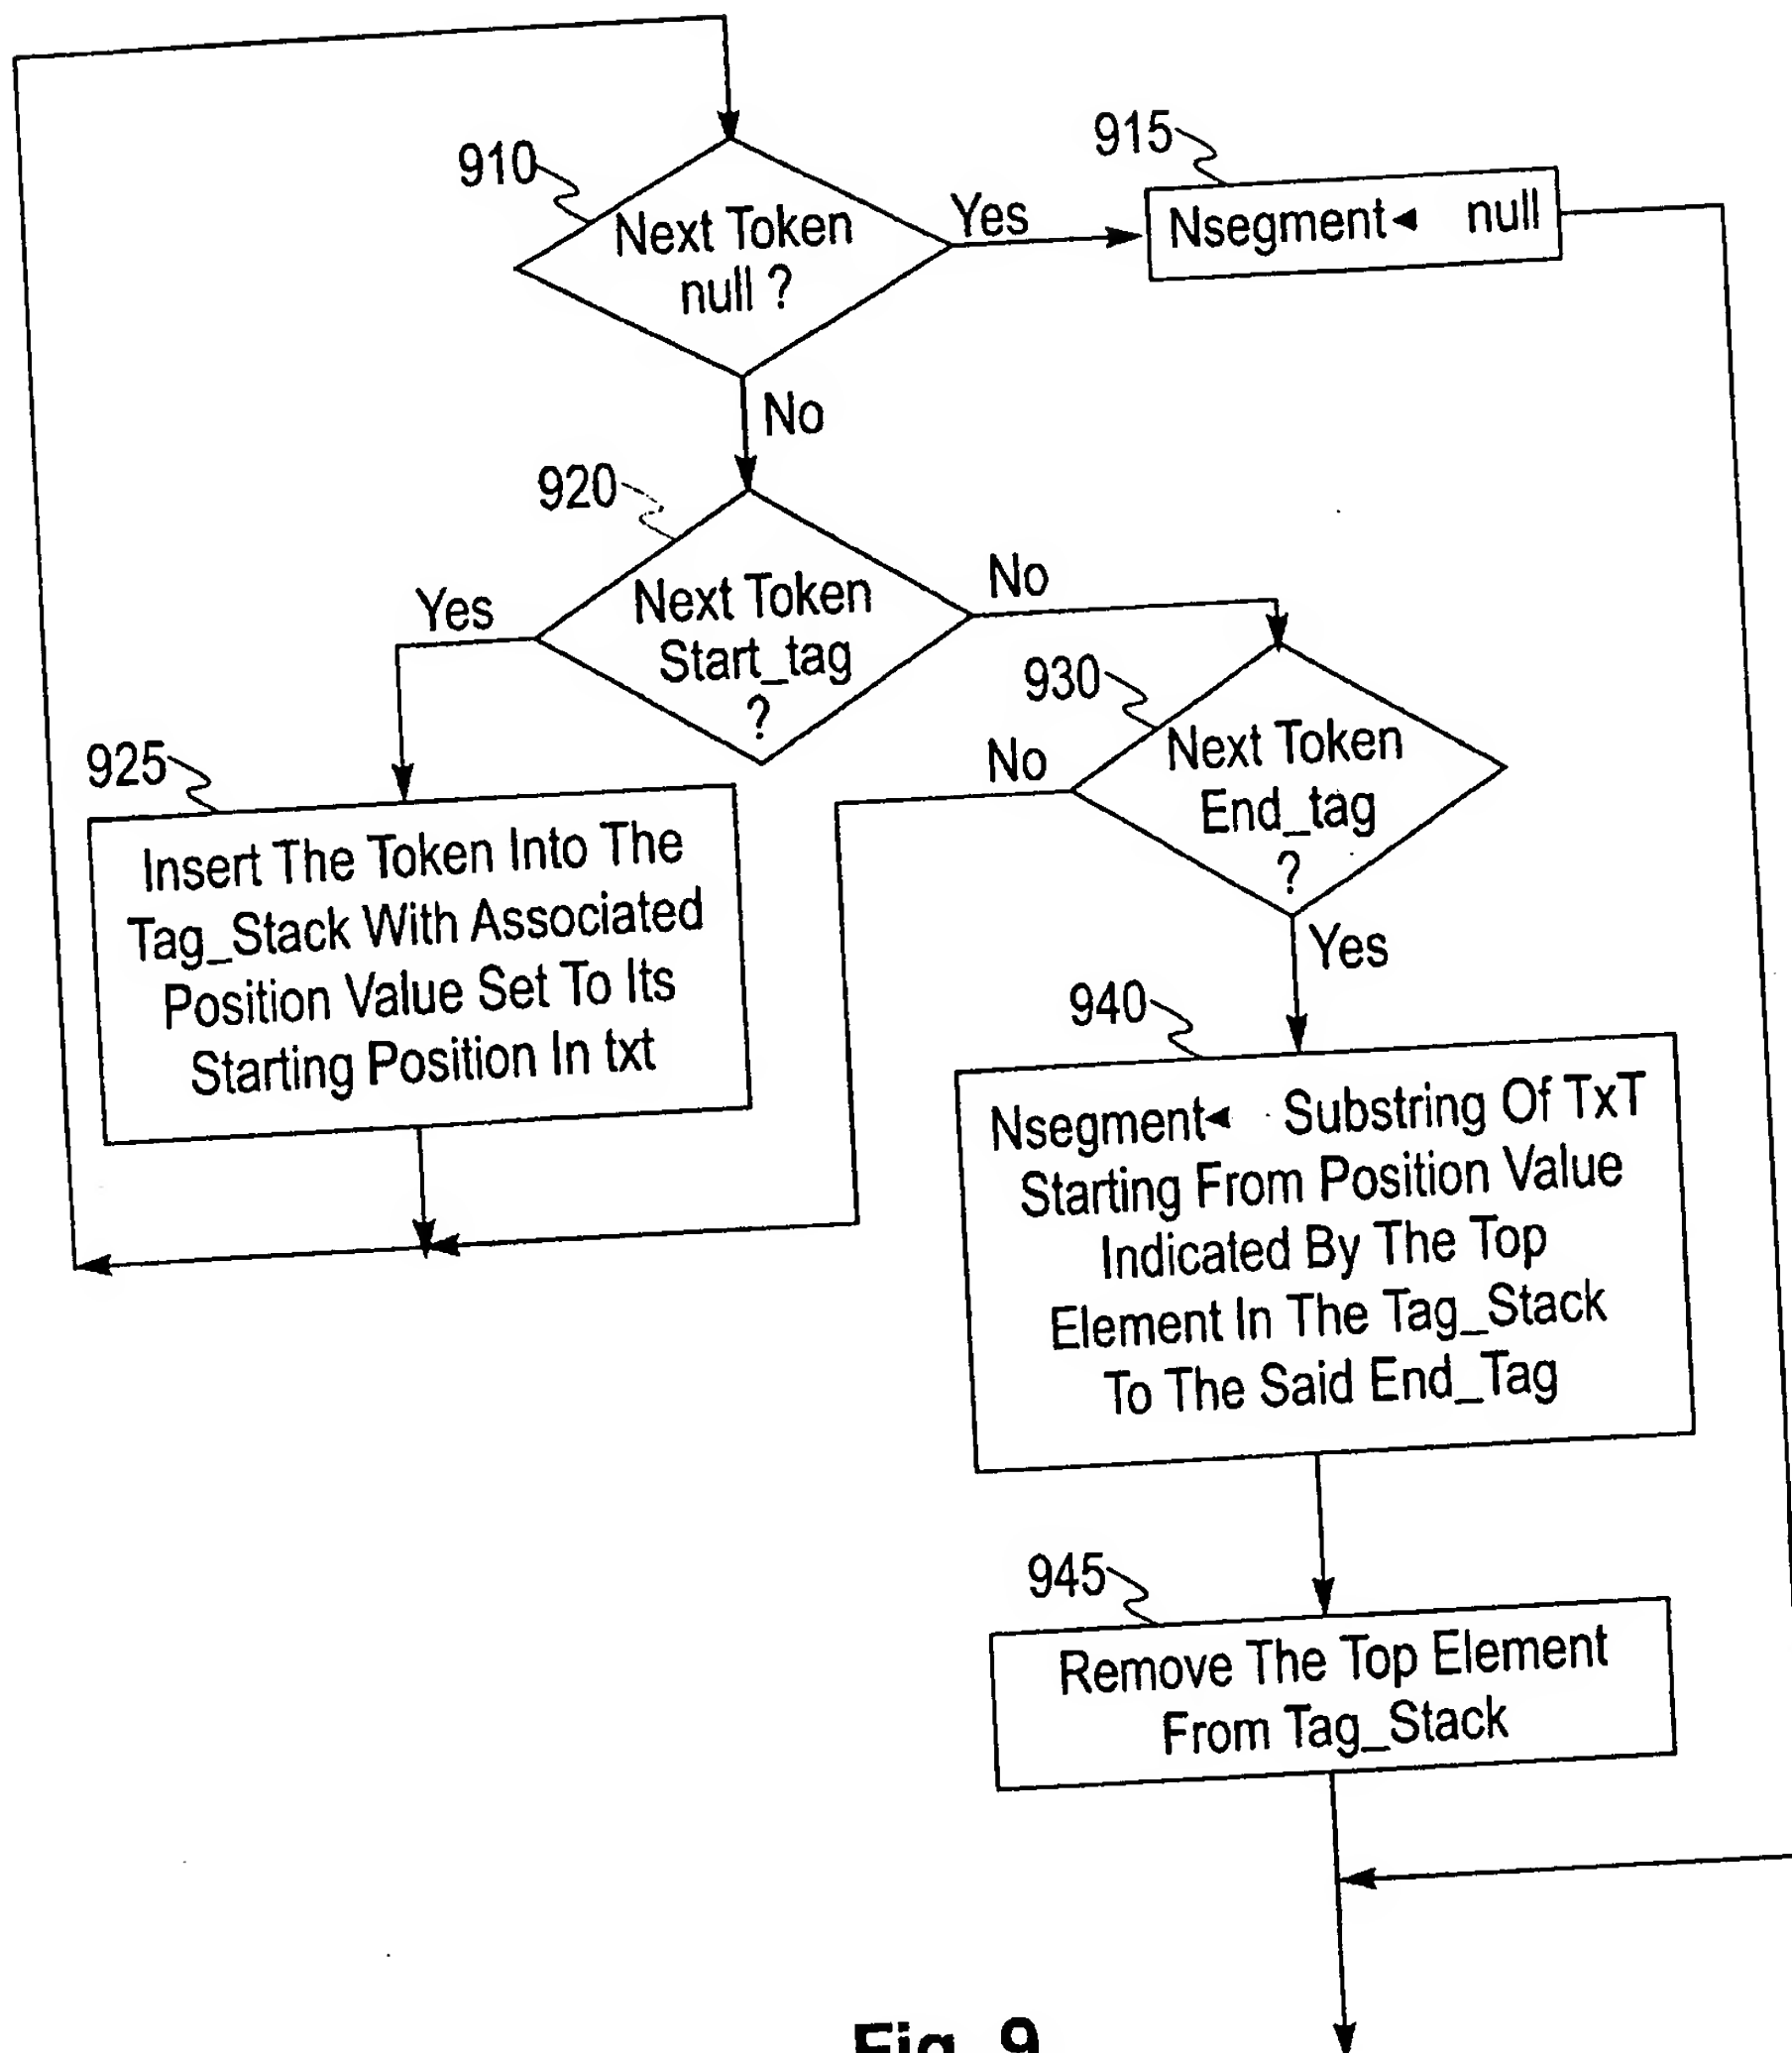 910
Next Token
null ?
Yes
915
Nsegment◄ null
No
920
Next Token
Start_tag
?
Yes
No
925
Insert The Token Into The
Tag_Stack With Associated
Position Value Set To Its
Starting Position In txt
930
Next Token
End_tag
?
No
Yes
940
Nsegment◄ Substring Of TxT
Starting From Position Value
Indicated By The Top
Element In The Tag_Stack
To The Said End_Tag
945
Remove The Top Element
From Tag_Stack
Fig. 9